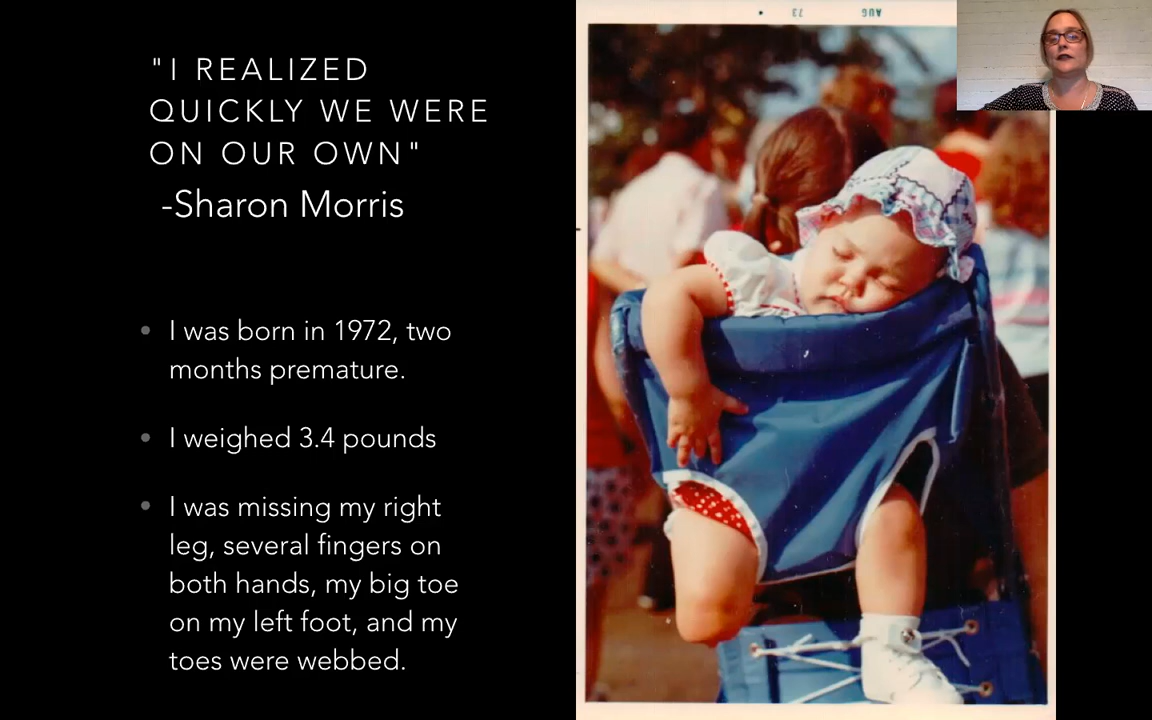 "I REALIZED
QUICKLY WE WERE
ON OUR OWN"
-Sharon Morris
• I was born in 1972, two
months premature.
• I weighed 3.4 pounds
• I was missing my right
leg, several fingers on
both hands, my big toe
on my left foot, and my
toes were webbed.
AUG 73